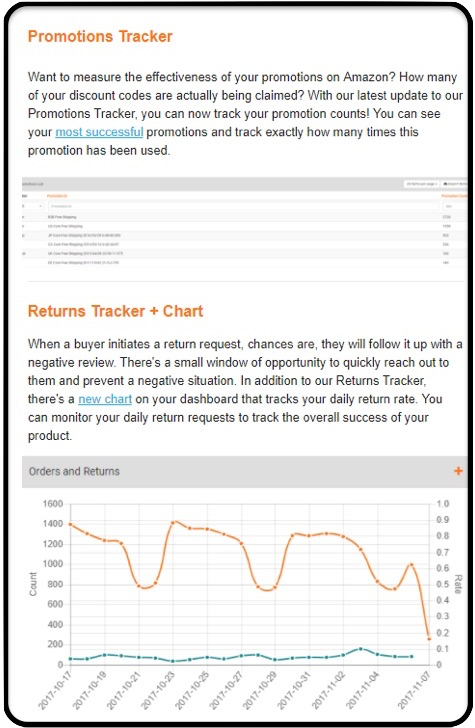 Promotions Tracker
Want to measure the effectiveness of your promotions on Amazon? How many
of your discount codes are actually being claimed? With our latest update to our
Promotions Tracker, you can now track your promotion counts! You can see
your most successful promotions and track exactly how many times this
promotion has been used.
Returns Tracker + Chart
When a buyer initiates a return request, chances are, they will follow it up with a
negative review. There's a small window of opportunity to quickly reach out to
them and prevent a negative situation. In addition to our Returns Tracker,
there's a new chart on your dashboard that tracks your daily return rate. You
can monitor your daily return requests to track the overall success of your
product.
Orders and Returns +
1600 1.0
1400 0.9
0.8
1200 0.7
1000 0.6
800 0.5
0.4
600 0.3
400 0.2
200 0.1
0 0
Count
Rate
2017-10-17
2017-10-19
2017-10-21
2017-10-23
2017-10-25
2017-10-27
2017-10-29
2017-10-31
2017-11-02
2017-11-04
2017-11-07